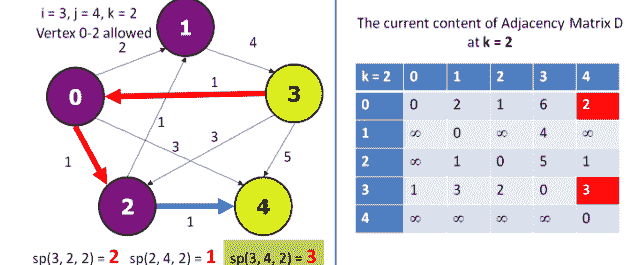 i = 3, j = 4, k = 2
Vertex 0-2 allowed
2
1
4
0
1
3
1
3
3
5
1
2
1
4
sp(3, 2, 2) = 2 sp(2, 4, 2) = 1 sp(3, 4, 2) = 3
The current content of Adjacency Matrix D
at k = 2
k = 2 0 1 2 3 4
0 0 2 1 6 2
1 ∞ 0 ∞ 4 ∞
2 ∞ 1 0 5 1
3 1 3 2 0 3
4 ∞ ∞ ∞ ∞ 0